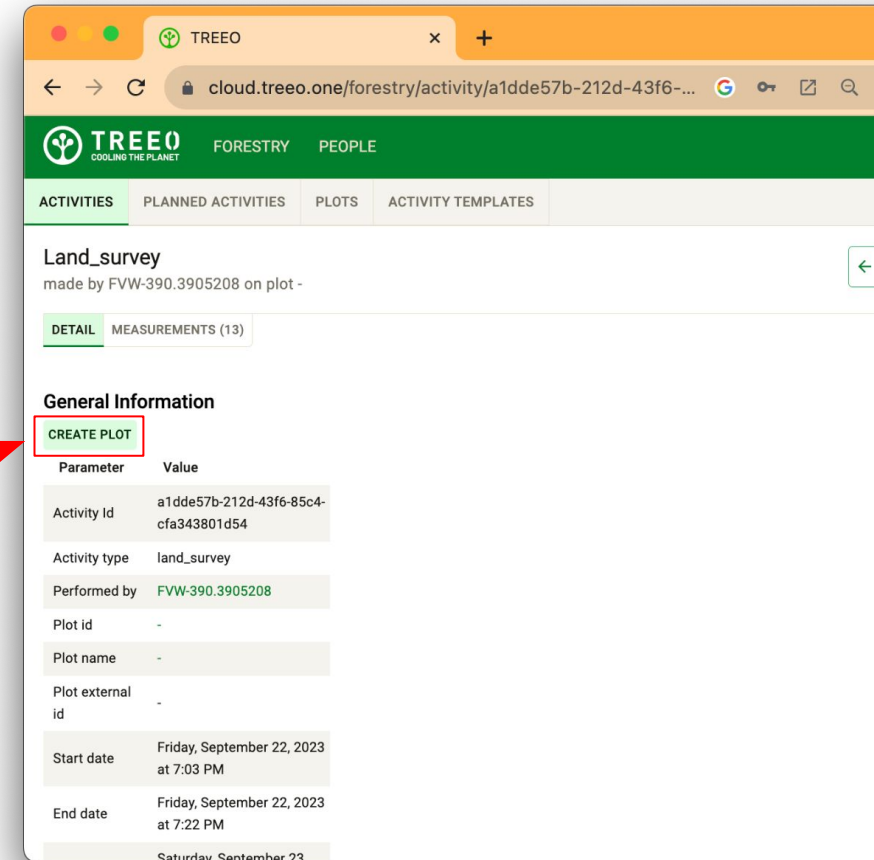 TREEO
cloud.treeo.one/forestry/activity/a1dde57b-212d-43f6-...
TREEO
COOLING THE PLANET
FORESTRY PEOPLE
ACTIVITIES PLANNED ACTIVITIES PLOTS ACTIVITY TEMPLATES
Land_survey
made by FVW-390.3905208 on plot -
DETAIL MEASUREMENTS (13)
General Information
CREATE PLOT
Parameter Value
Activity Id a1dde57b-212d-43f6-85c4-
cfa343801d54
Activity type land_survey
Performed by FVW-390.3905208
Plot id -
Plot name -
Plot external
id -
Start date Friday, September 22, 2023
at 7:03 PM
End date Friday, September 22, 2023
at 7:22 PM
Saturday, September 23,